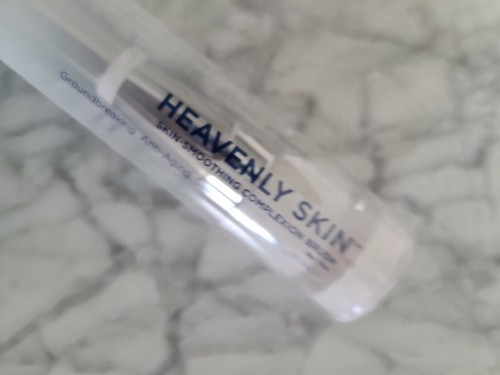 HEAVENLY SKIN™
SKIN-SMOOTHING COMPLEXION BRUSH
Groundbreaking. Anti-Aging.